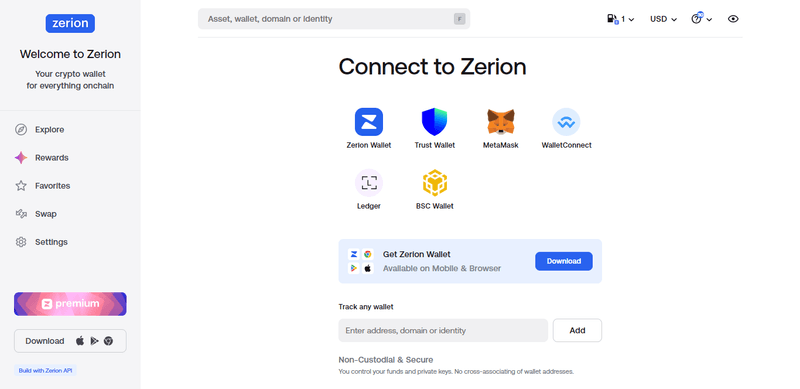 zerion
Welcome to Zerion
Your crypto wallet
for everything onchain
Explore
Rewards
Favorites
Swap
Settings
premium
Download
Build with Zerion API
Asset, wallet, domain or identity
F
1
USD
Connect to Zerion
Zerion Wallet
Trust Wallet
MetaMask
WalletConnect
Ledger
BSC Wallet
Get Zerion Wallet
Available on Mobile & Browser
Download
Track any wallet
Enter address, domain or identity
Add
Non-Custodial & Secure
You control your funds and private keys. No cross-associating of wallet addresses.